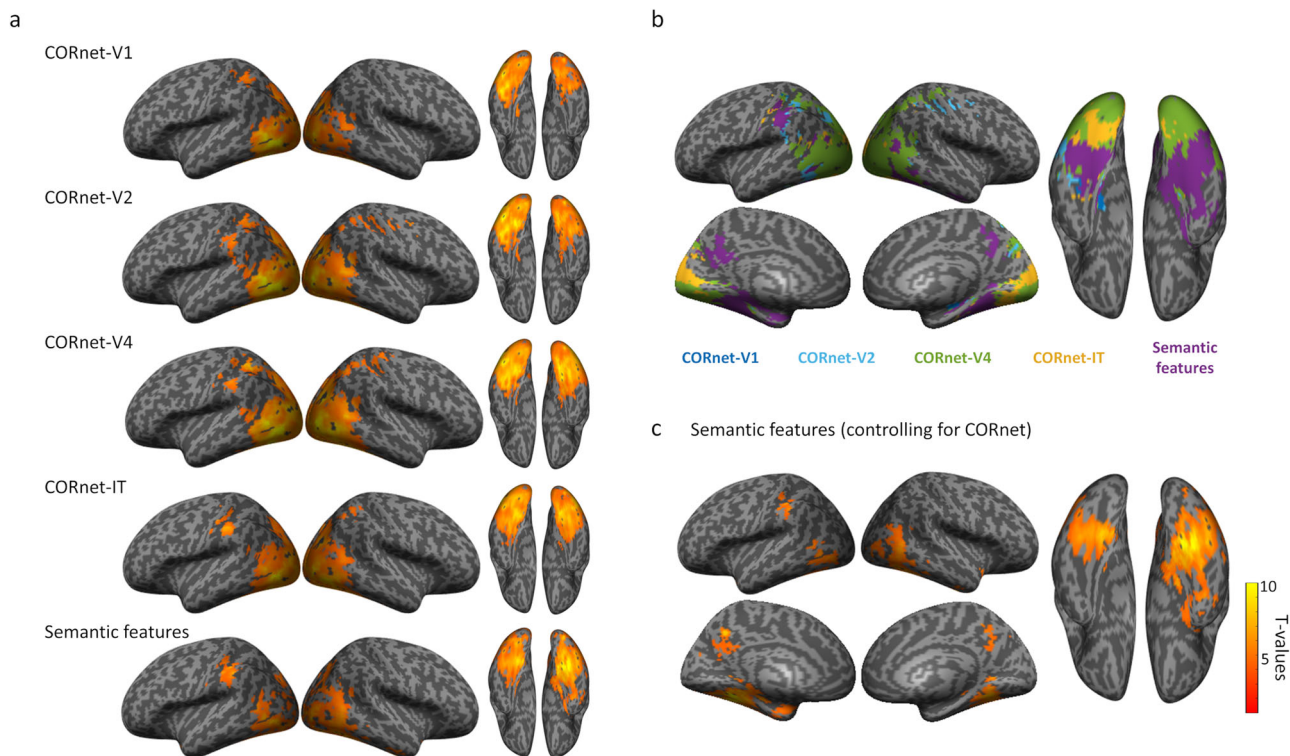 a
CORnet-V1
CORnet-V2
CORnet-V4
CORnet-IT
Semantic features
b
CORnet-V1 CORnet-V2 CORnet-V4 CORnet-IT Semantic
features
c Semantic features (controlling for CORnet)
10
5
T-values